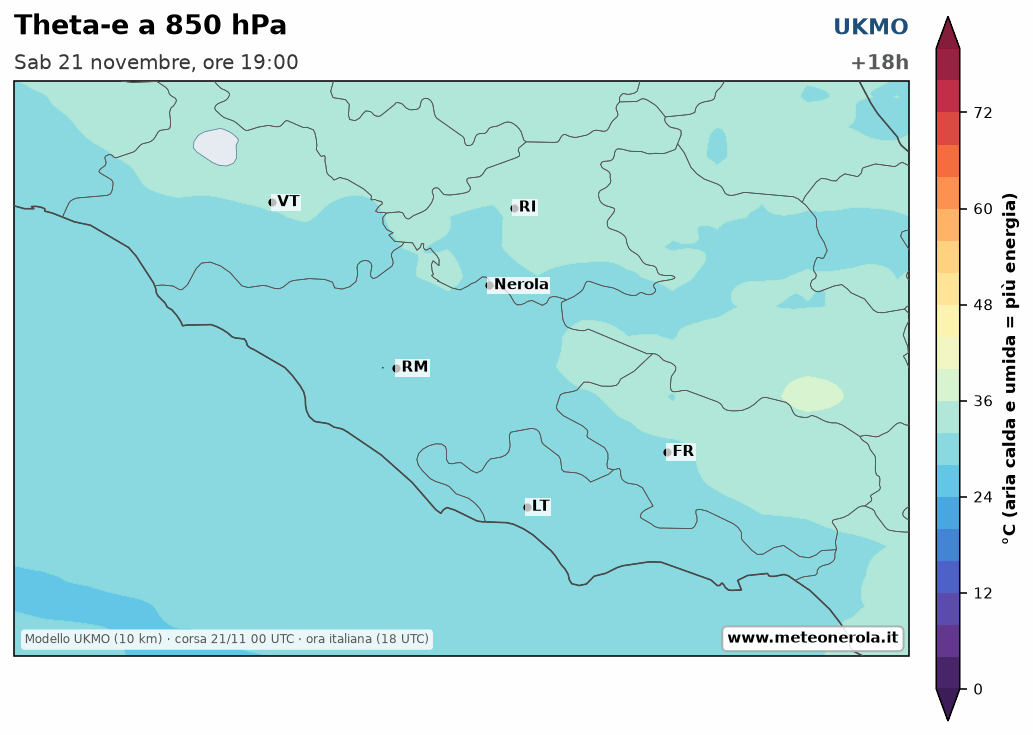 Theta-e a 850 hPa
UKMO
Sab 21 novembre, ore 19:00
+18h
VT
RI
Nerola
RM
FR
LT
Modello UKMO (10 km) · corsa 21/11 00 UTC · ora italiana (18 UTC)
www.meteonerola.it
72
60
48
36
24
12
0
°C (aria calda e umida = più energia)